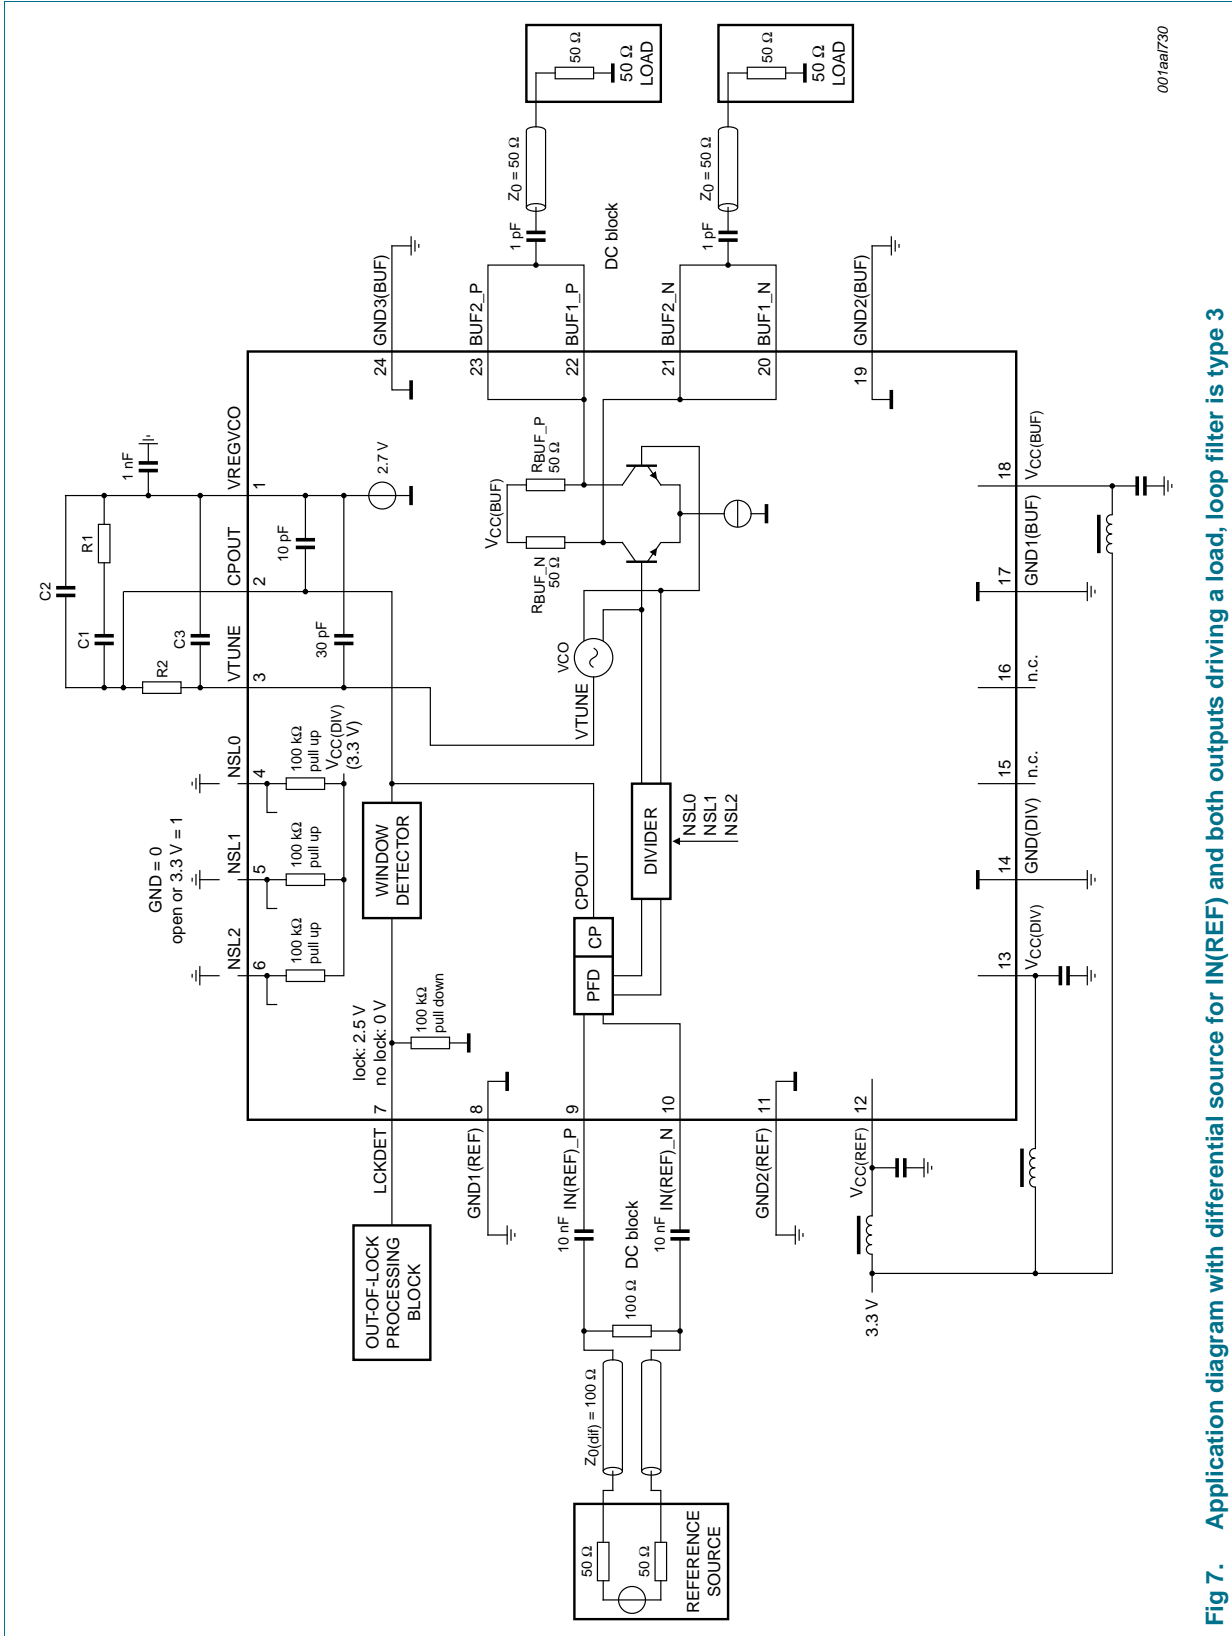 OUT-OF-LOCK
PROCESSING
BLOCK
LCKDET
7
lock: 2.5 V
no lock: 0 V
100 kΩ
pull down
GND = 0
open or 3.3 V = 1
NSL2
6
100 kΩ
pull up
NSL1
5
100 kΩ
pull up
NSL0
4
100 kΩ
pull up
VCC(DIV)
(3.3 V)
WINDOW
DETECTOR
VTUNE
3
CPOUT
2
VREGVCO
1
C2
C1
R1
R2
C3
1 nF
10 pF
30 pF
2.7 V
24
GND3(BUF)
23
BUF2_P
22
BUF1_P
21
BUF2_N
20
BUF1_N
19
GND2(BUF)
1 pF
Z0 = 50 Ω
50 Ω
50 Ω
LOAD
DC block
1 pF
Z0 = 50 Ω
50 Ω
50 Ω
LOAD
GND1(REF)
8
IN(REF)_P
9
IN(REF)_N
10
GND2(REF)
11
VCC(REF)
12
10 nF
DC block
10 nF
100 Ω
Z0(dif) = 100 Ω
50 Ω
50 Ω
REFERENCE
SOURCE
PFD
CP
CPOUT
DIVIDER
NSL0
NSL1
NSL2
VTUNE
VCO
VCC(BUF)
RBUF_N
50 Ω
RBUF_P
50 Ω
3.3 V
13
VCC(DIV)
14
GND(DIV)
15
n.c.
16
n.c.
17
GND1(BUF)
18
VCC(BUF)
001aal730
Fig 7. Application diagram with differential source for IN(REF) and both outputs driving a load, loop filter is type 3